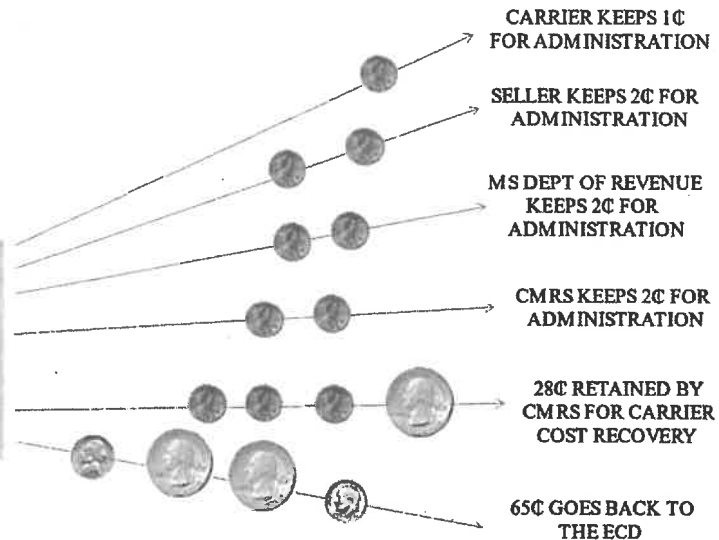 CARRIER KEEPS 1₵
FOR ADMINISTRATION
SELLER KEEPS 2₵ FOR
ADMINISTRATION
MS DEPT OF REVENUE
KEEPS 2₵ FOR
ADMINISTRATION
CMRS KEEPS 2₵ FOR
ADMINISTRATION
28₵ RETAINED BY
CMRS FOR CARRIER
COST RECOVERY
65₵ GOES BACK TO
THE ECD